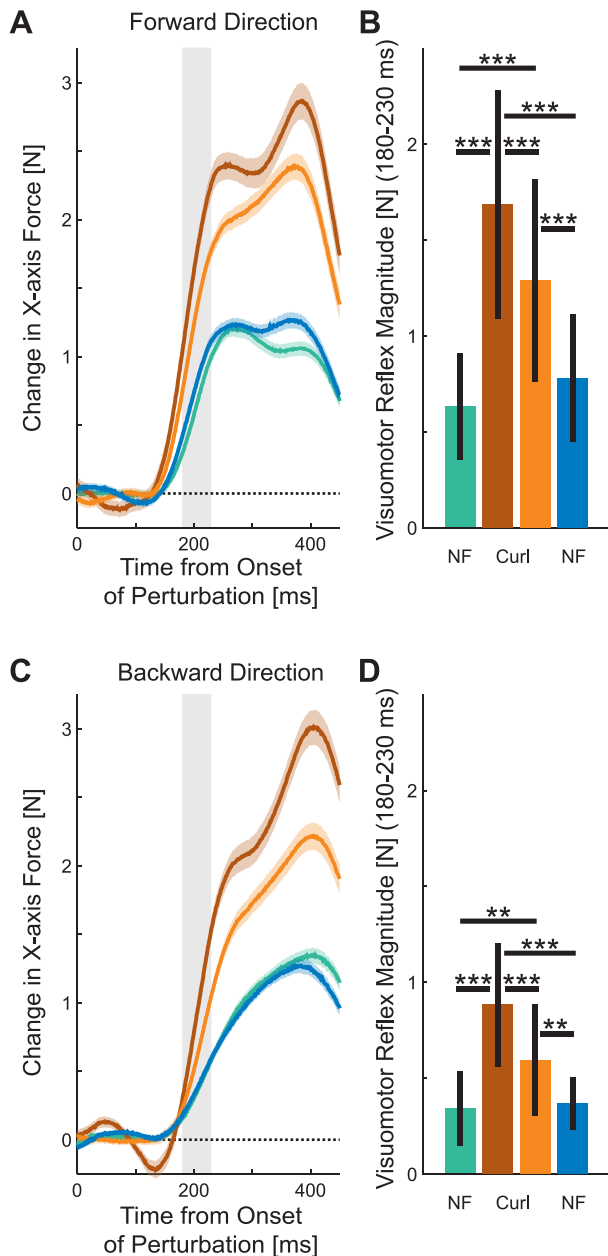 A
Forward Direction
Change in X-axis Force [N]
3
2
1
0
0
200
400
Time from Onset
of Perturbation [ms]
B
Visuomotor Reflex Magnitude [N] (180-230 ms)
2
1
0
***
***
***
***
***
NF
Curl
NF
C
Backward Direction
Change in X-axis Force [N]
3
2
1
0
0
200
400
Time from Onset
of Perturbation [ms]
D
Visuomotor Reflex Magnitude [N] (180-230 ms)
2
1
0
**
***
***
***
**
NF
Curl
NF